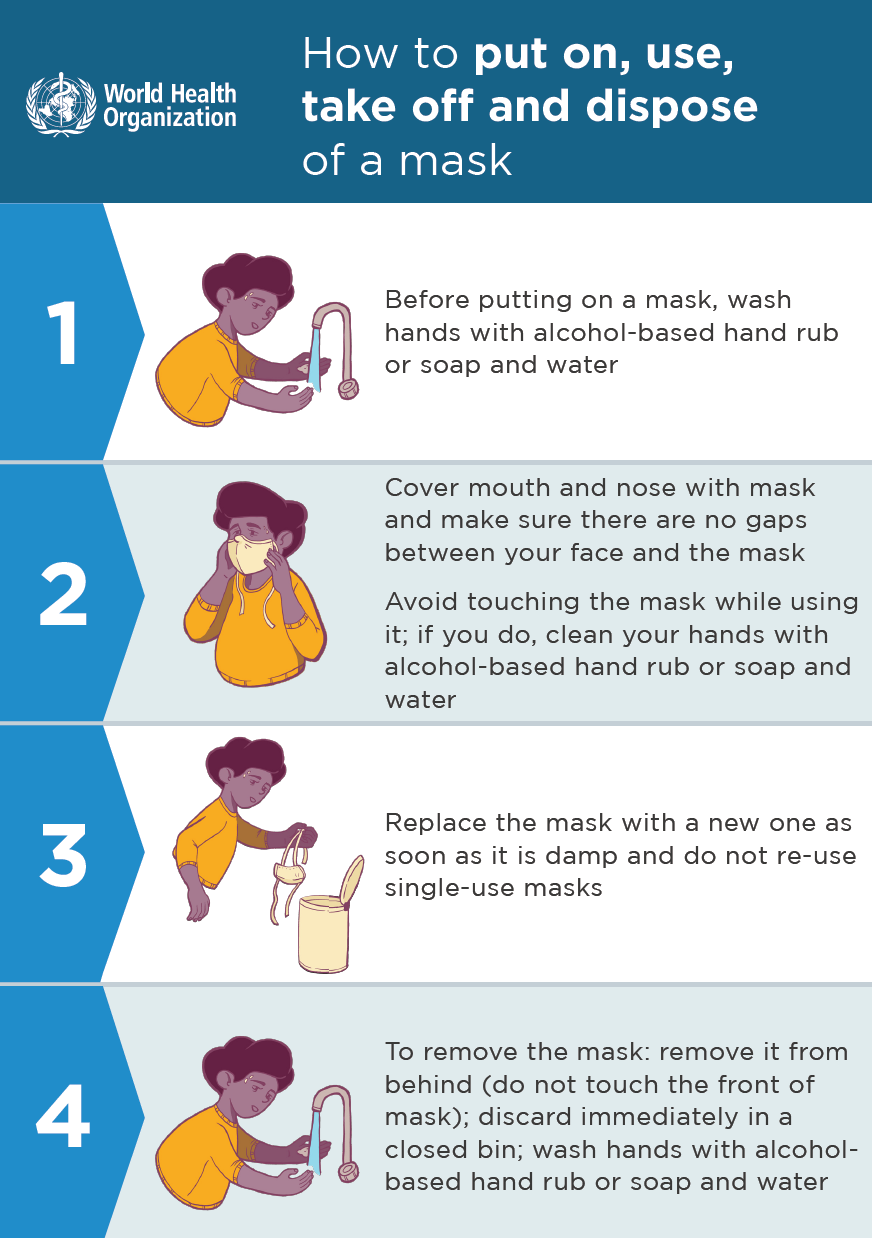 World Health
Organization
How to put on, use,
take off and dispose
of a mask
1
Before putting on a mask, wash
hands with alcohol-based hand rub
or soap and water
2
Cover mouth and nose with mask
and make sure there are no gaps
between your face and the mask
Avoid touching the mask while using
it; if you do, clean your hands with
alcohol-based hand rub or soap and
water
3
Replace the mask with a new one as
soon as it is damp and do not re-use
single-use masks
4
To remove the mask: remove it from
behind (do not touch the front of
mask); discard immediately in a
closed bin; wash hands with alcohol-
based hand rub or soap and water